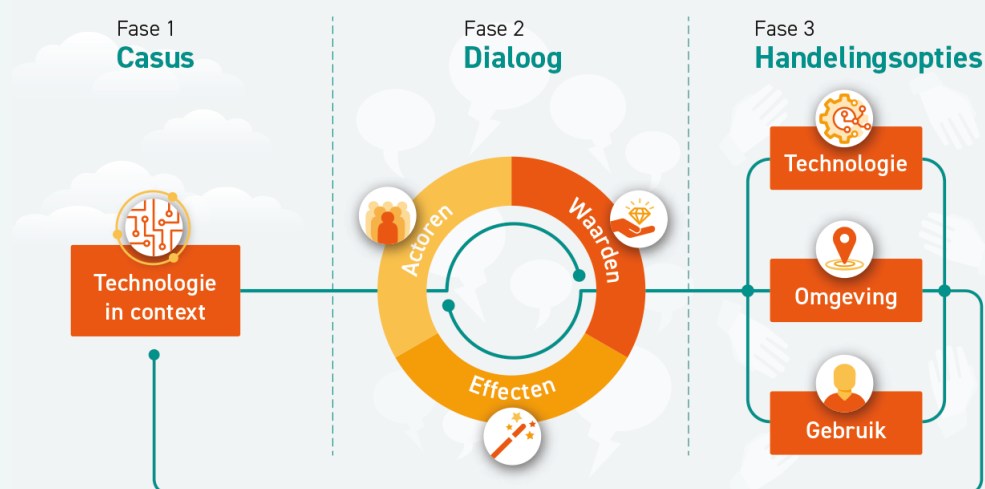 Fase 1
Casus
Technologie
in context
Fase 2
Dialoog
Actoren
Waarden
Effecten
Fase 3
Handelingsopties
Technologie
Omgeving
Gebruik